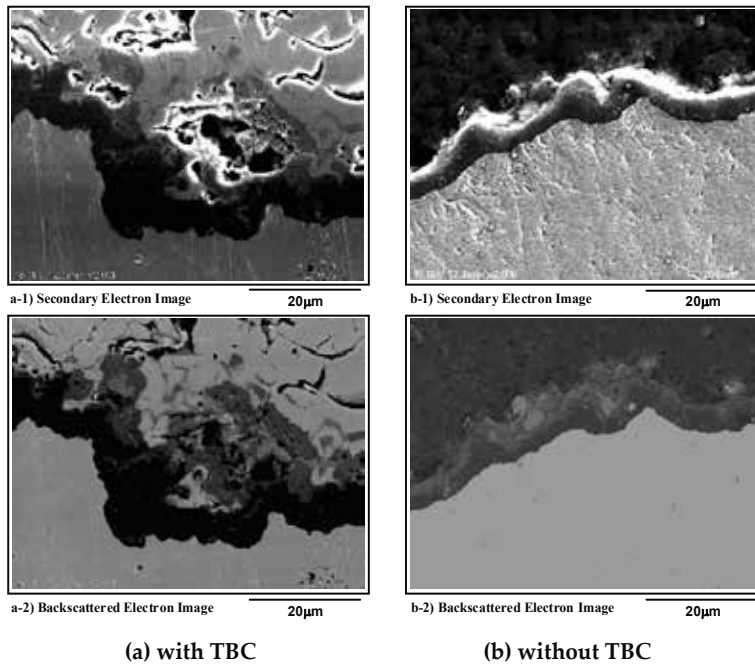 a-1) Secondary Electron Image
20µm
b-1) Secondary Electron Image
20µm
a-2) Backscattered Electron Image
20µm
b-2) Backscattered Electron Image
20µm
(a) with TBC
(b) without TBC